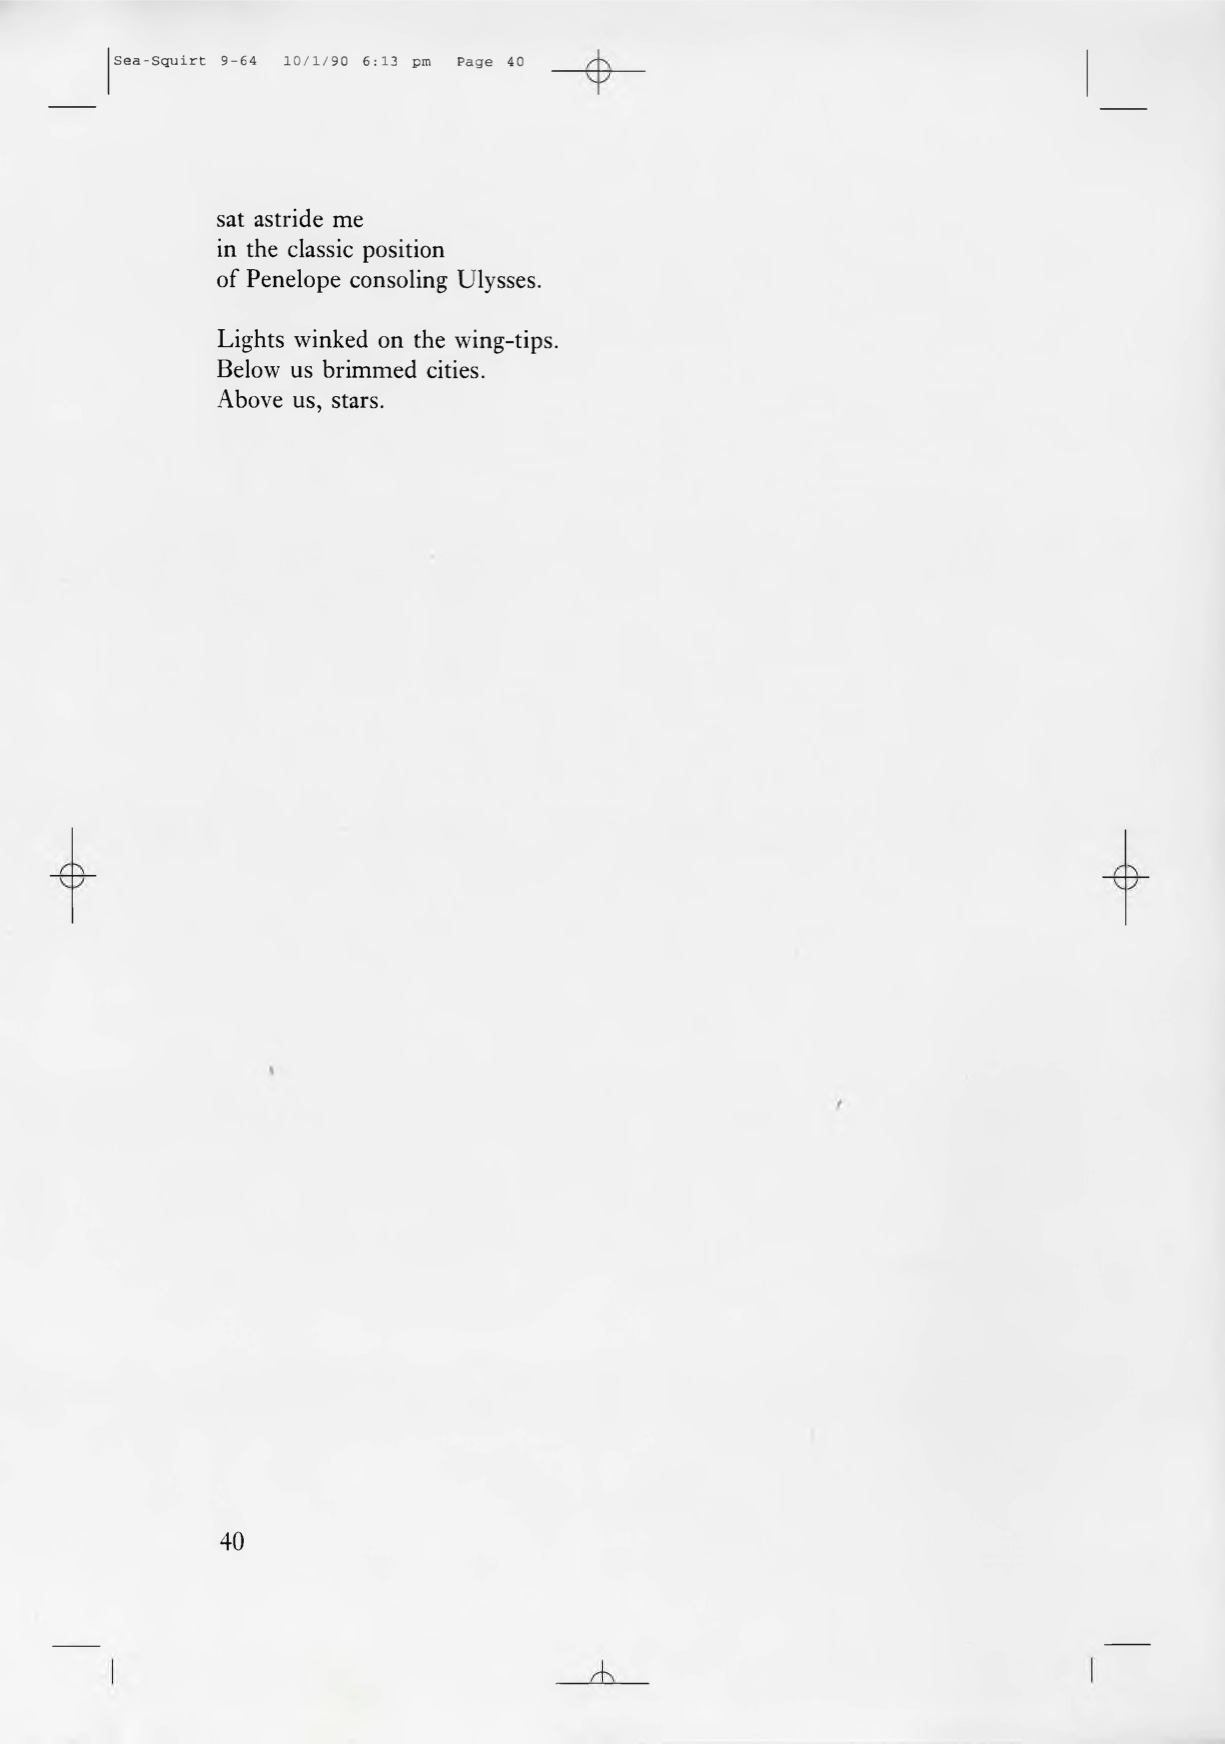 Sea-Squirt 9-64 10/1/90 6:13 pm Page 40
sat astride me
in the classic position
of Penelope consoling Ulysses.
Lights winked on the wing-tips.
Below us brimmed cities.
Above us, stars.
40